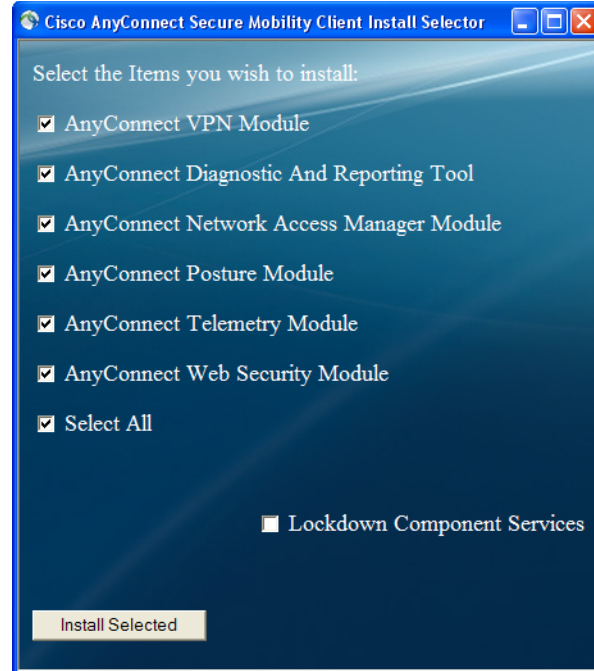 Cisco AnyConnect Secure Mobility Client Install Selector
Select the Items you wish to install:
AnyConnect VPN Module
AnyConnect Diagnostic And Reporting Tool
AnyConnect Network Access Manager Module
AnyConnect Posture Module
AnyConnect Telemetry Module
AnyConnect Web Security Module
Select All
Lockdown Component Services
Install Selected